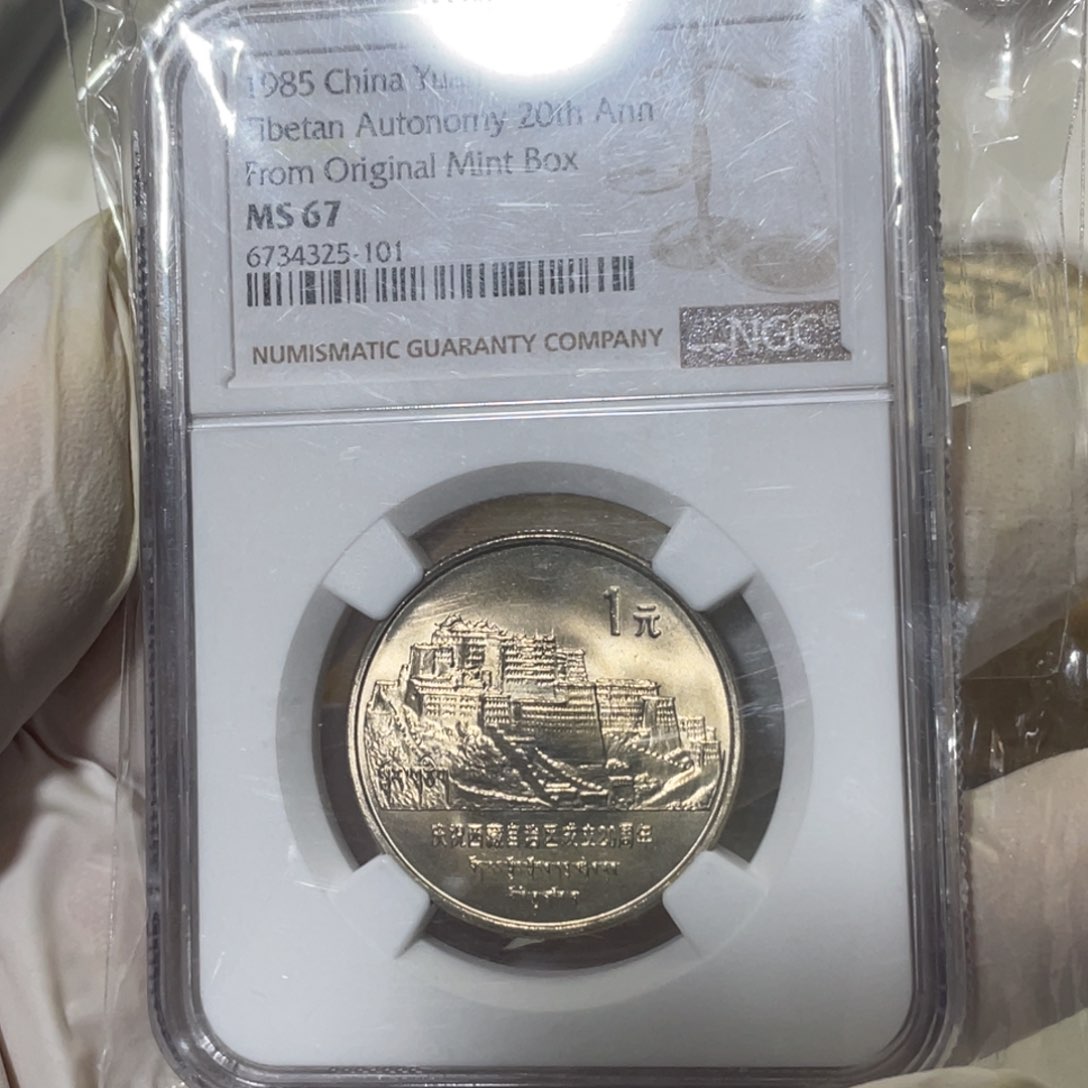 1985 China Yuan
Tibetan Autonomy 20th Ann
From Original Mint Box
MS 67
6734325-101
NUMISMATIC GUARANTY COMPANY
NGC
1元
庆祝西藏自治区成立20周年